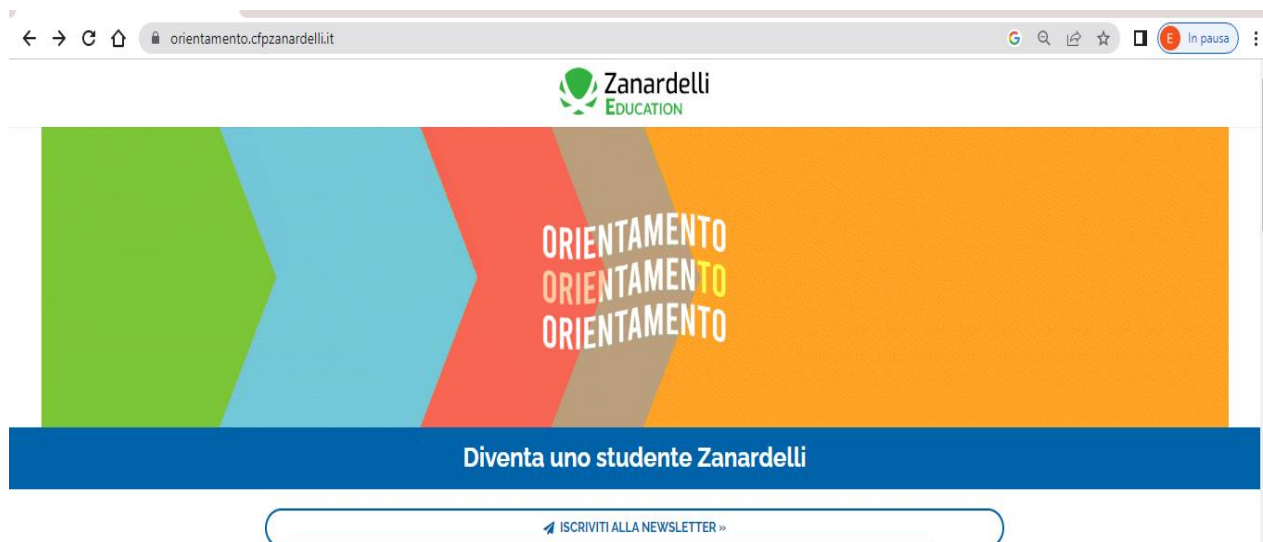 orientamento.cfpzanardelli.it
E In pausa
Zanardelli
EDUCATION
ORIENTAMENTO
ORIENTAMENTO
ORIENTAMENTO
Diventa uno studente Zanardelli
ISCRIVITI ALLA NEWSLETTER »